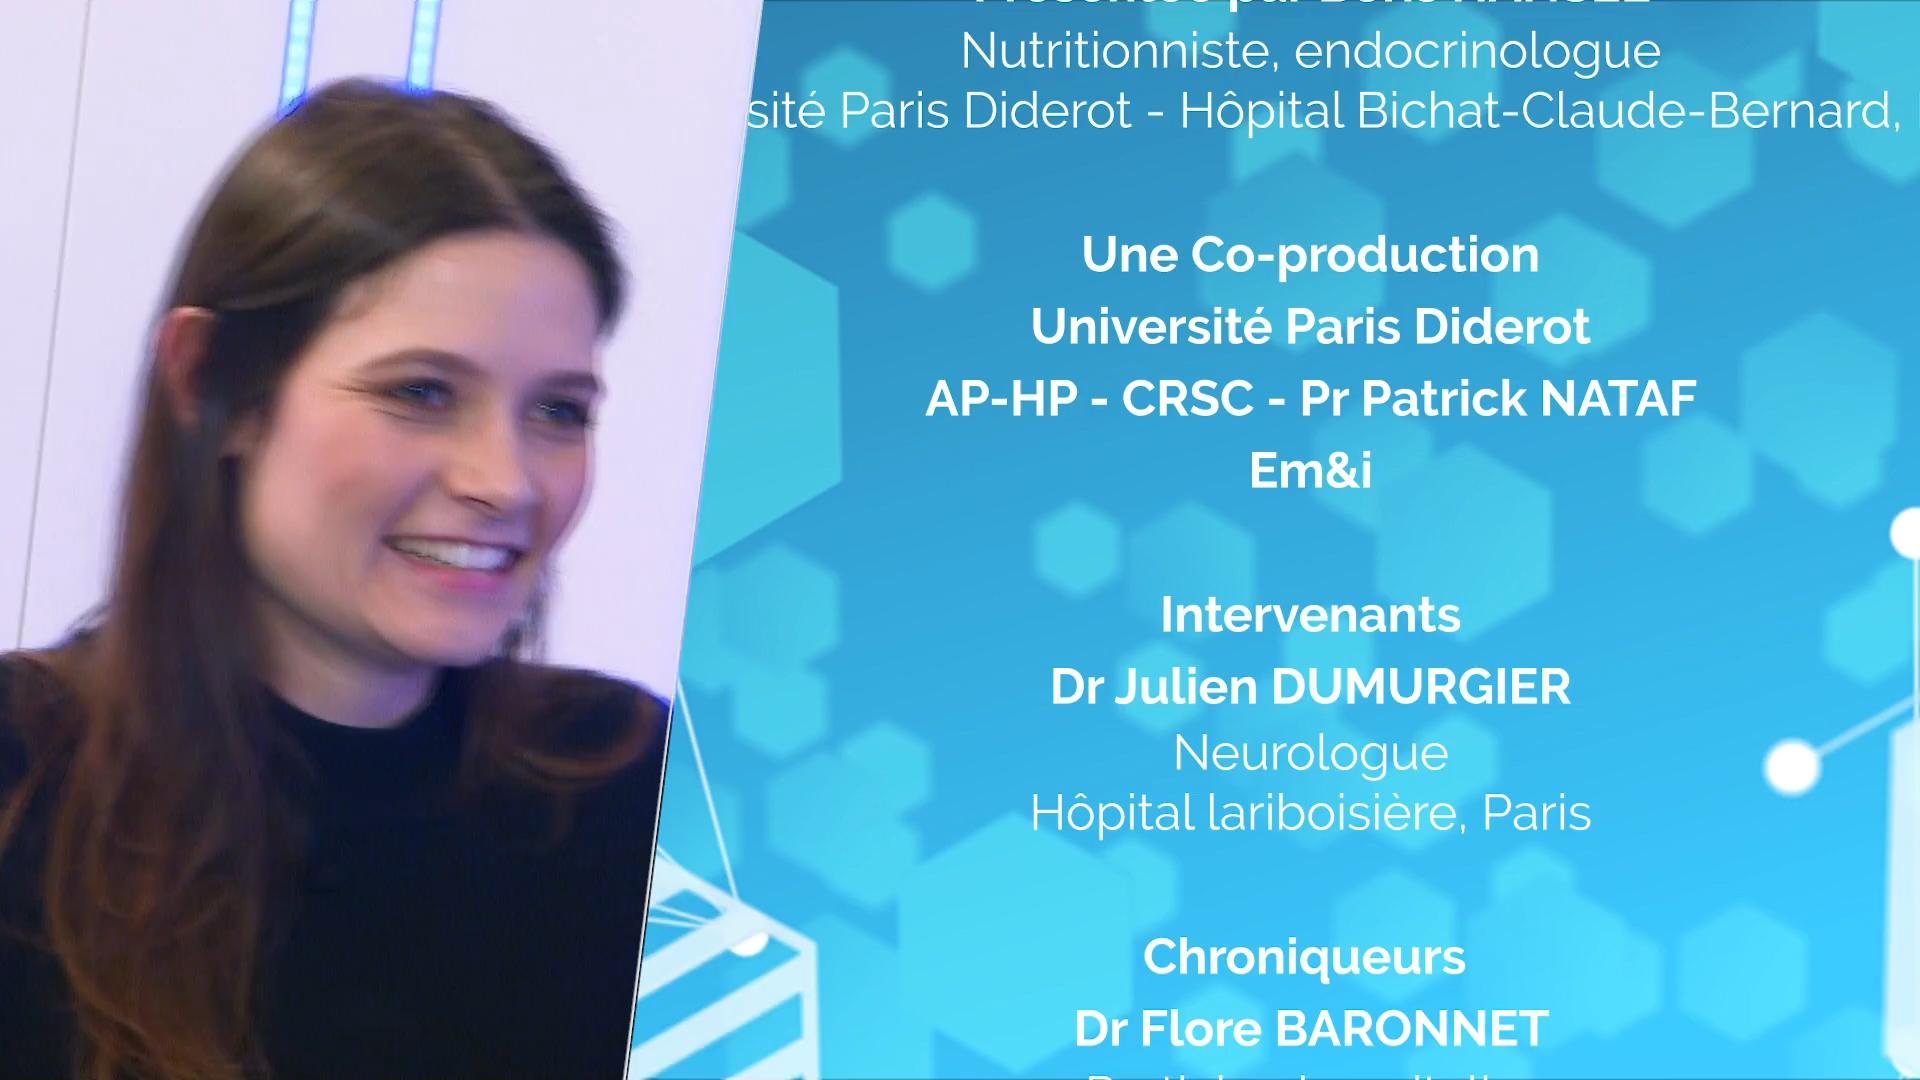 Nutritionniste, endocrinologue
sité Paris Diderot - Hôpital Bichat-Claude-Bernard,
Une Co-production
Université Paris Diderot
AP-HP - CRSC - Pr Patrick NATAF
Em&i
Intervenants
Dr Julien DUMURGIER
Neurologue
Hôpital lariboisière, Paris
Chroniqueurs
Dr Flore BARONNET